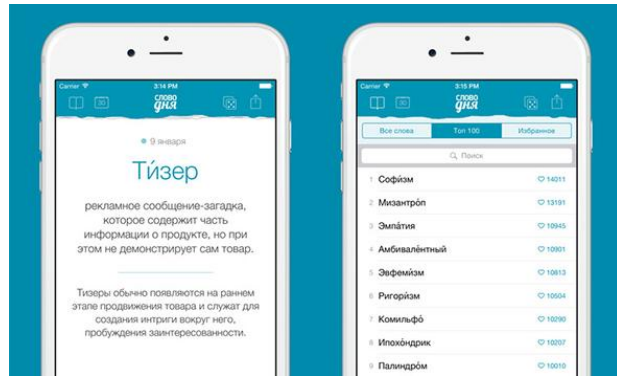 Carrier 3:14 PM
30
слово
дня
9 января
Ти́зер
рекламное сообщение-загадка,
которое содержит часть
информации о продукте, но при
этом не демонстрирует сам товар.
Тизеры обычно появляются на раннем
этапе продвижения товара и служат для
создания интриги вокруг него,
пробуждения заинтересованности.
Carrier 3:15 PM
30
слово
дня
Все слова Топ 100 Избранное
Поиск
1 Софи́зм 14011
2 Мизантро́п 13191
3 Эмпа́тия 10945
4 Амбивале́нтный 10901
5 Эвфеми́зм 10813
6 Ригори́зм 10504
7 Комильфо́ 10290
8 Ипохо́ндрик 10207
9 Палиндро́м 10010